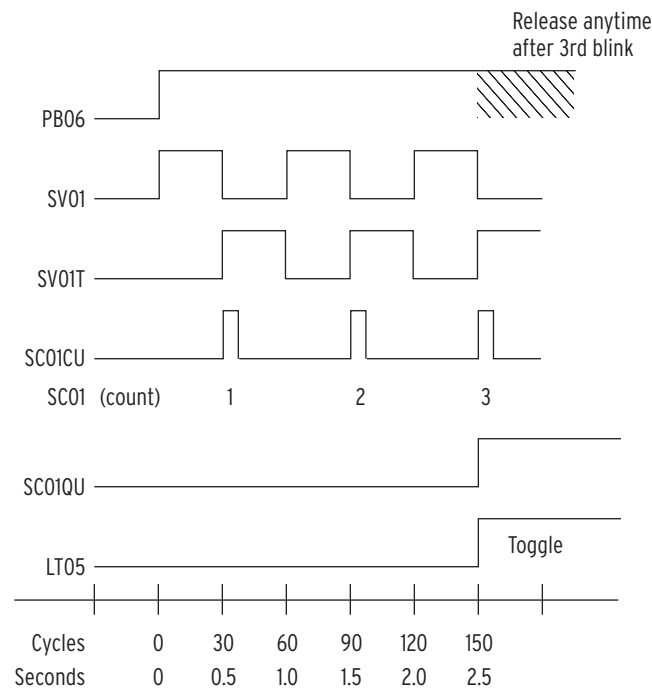 Release anytime
after 3rd blink
PB06
SV01
SV01T
SC01CU
SC01 (count) 1 2 3
SC01QU
LT05
Toggle
Cycles 0 30 60 90 120 150
Seconds 0 0.5 1.0 1.5 2.0 2.5